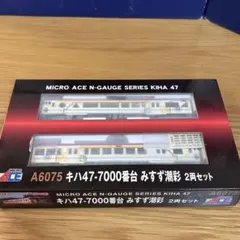 MICRO ACE N-GAUGE SERIES KIHA 47
A6075 キハ47-7000番台 みすず潮彩 2両セット
MICRO ACE N-GAUGE SERIES KIHA 47
キハ47-7000番台 みすず潮彩 2両セット